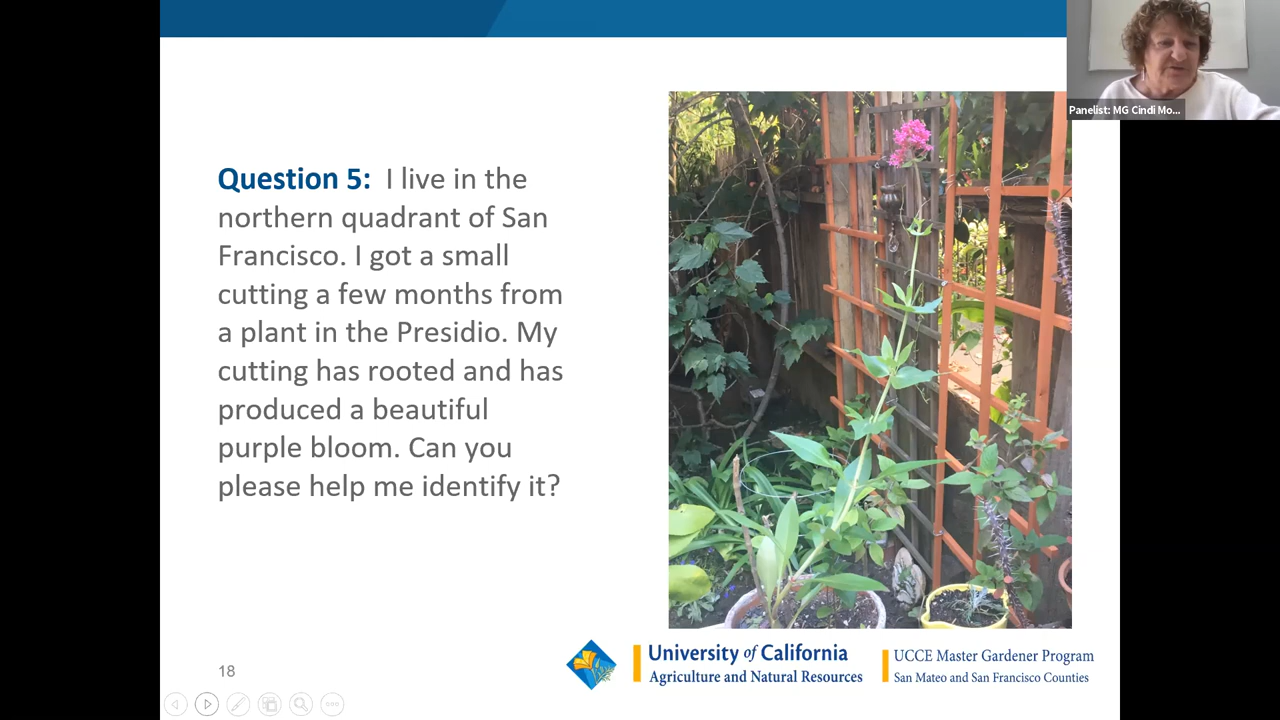 Panelist: MG Cindi Mo...
Question 5: I live in the
northern quadrant of San
Francisco. I got a small
cutting a few months from
a plant in the Presidio. My
cutting has rooted and has
produced a beautiful
purple bloom. Can you
please help me identify it?
18
University of California
Agriculture and Natural Resources
UCCE Master Gardener Program
San Mateo and San Francisco Counties